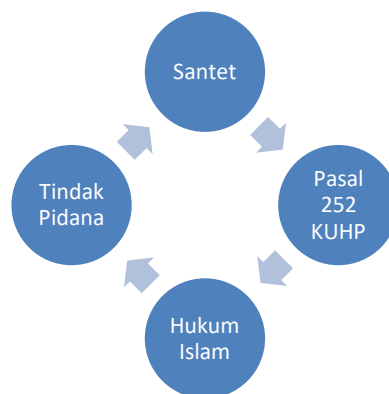 Santet
Pasal
252
KUHP
Hukum
Islam
Tindak
Pidana